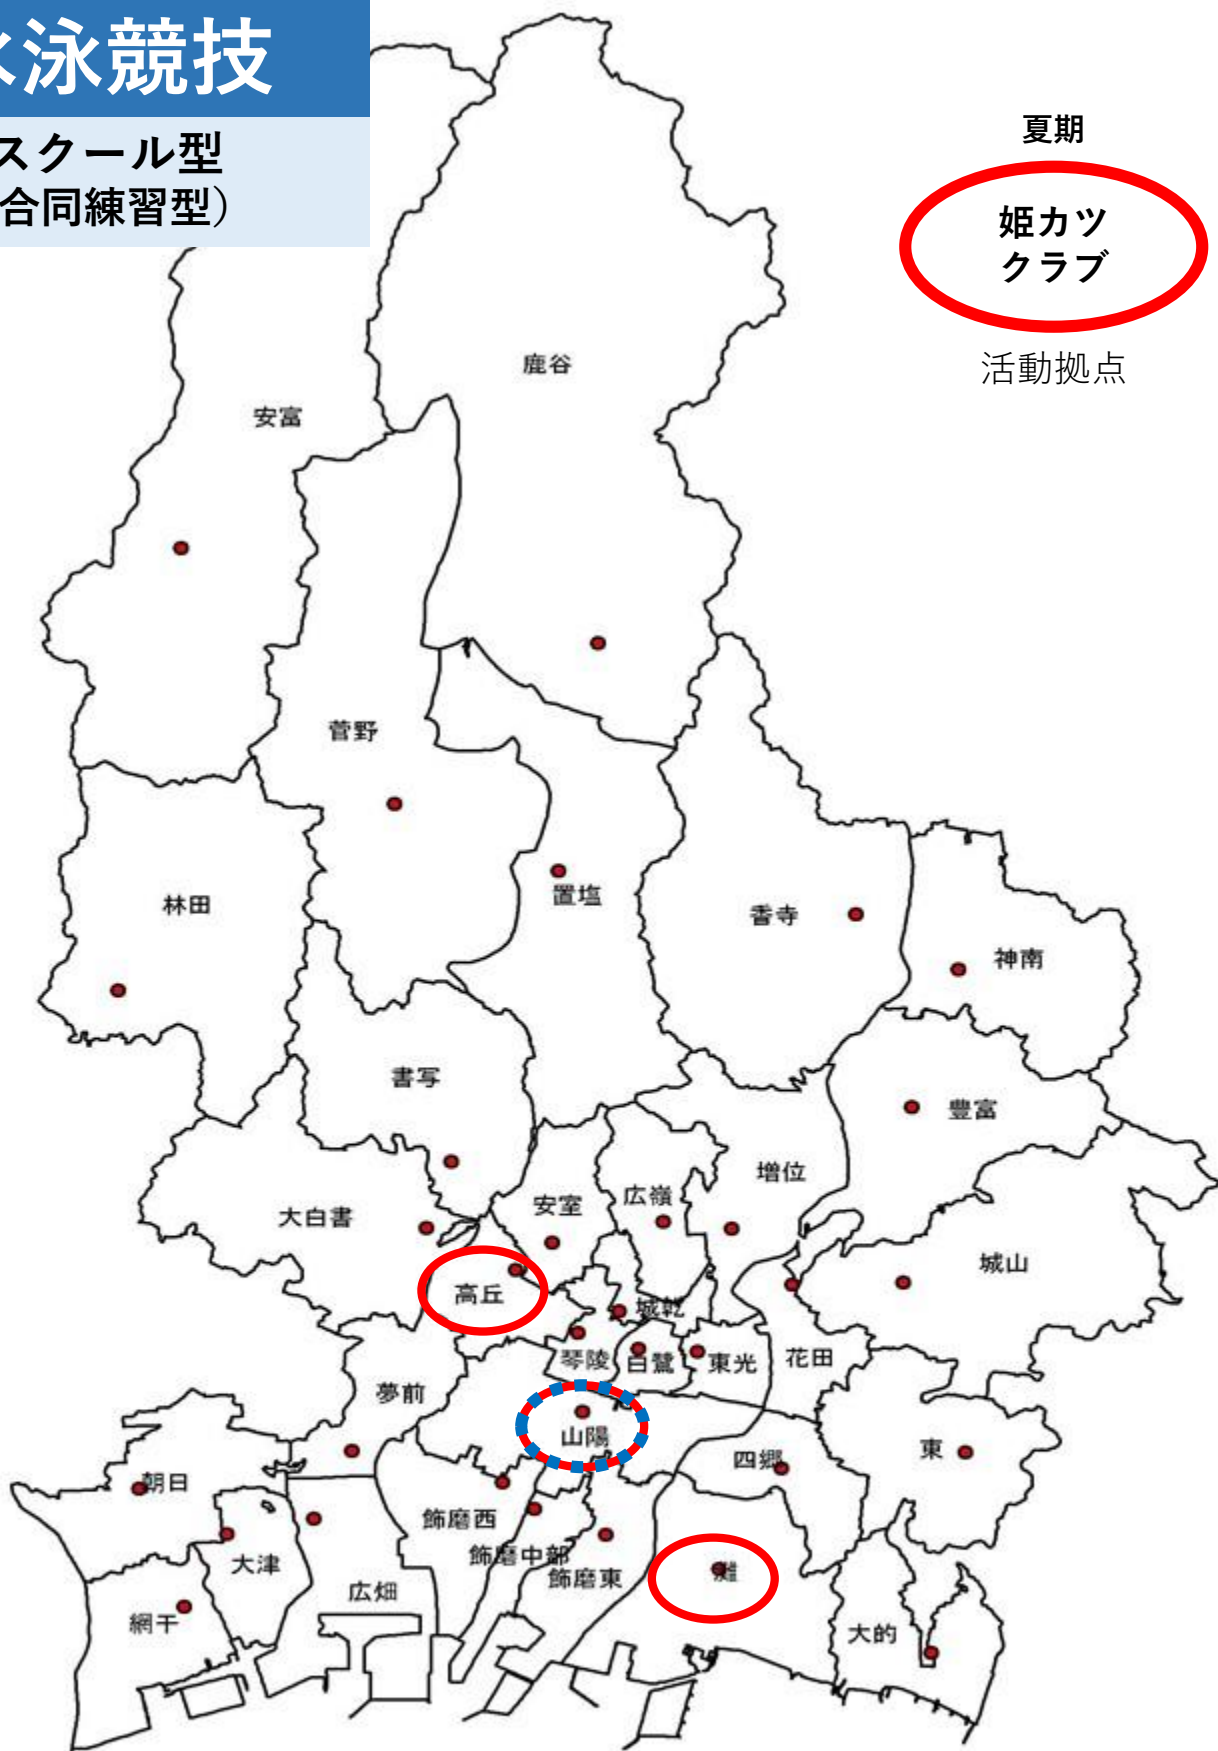 水泳競技
スクール型
合同練習型）
夏期
姫カツ
クラブ
活動拠点
鹿谷
安富
菅野
林田
置塩
香寺
神南
書写
豊富
増位
広嶺
安室
大白書
城山
高丘
城乾
琴陵
白鷺
東光
花田
夢前
山陽
四郷
東
朝日
飾磨西
飾磨中部
飾磨東
大津
灘
広畑
網干
大的